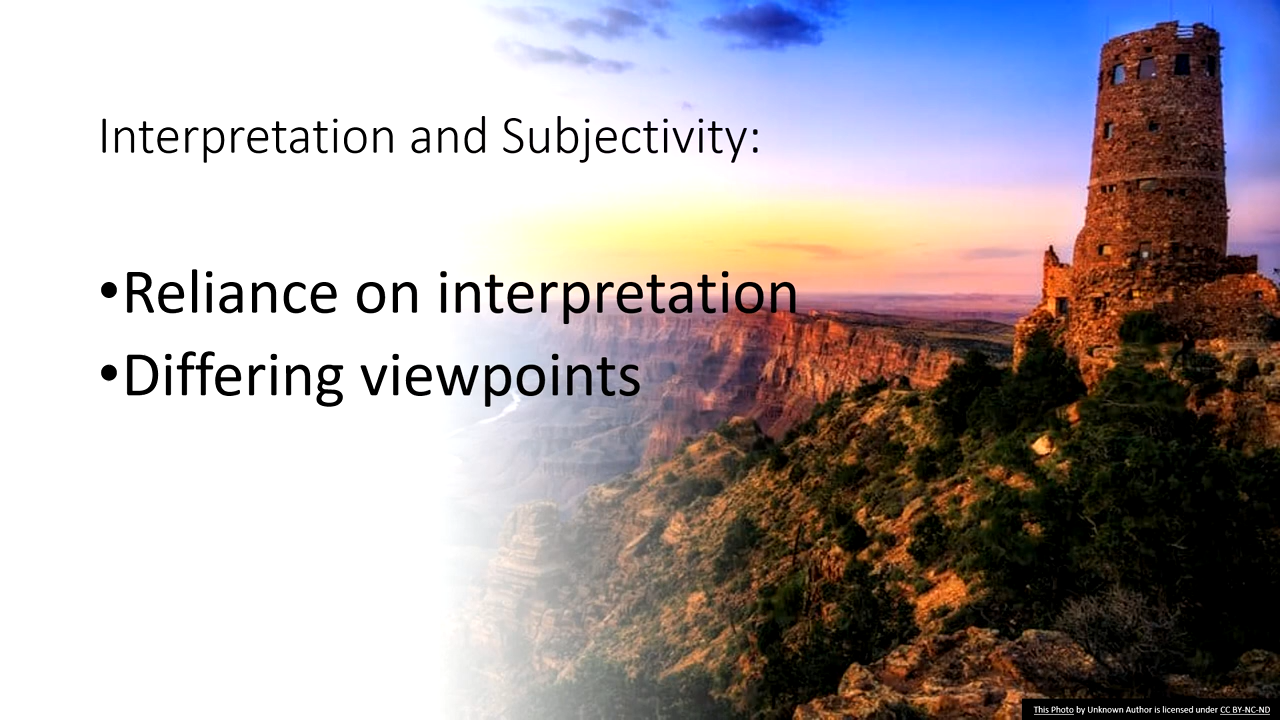 Interpretation and Subjectivity:
•Reliance on interpretation
•Differing viewpoints
This Photo by Unknown Author is licensed under CC BY-NC-ND